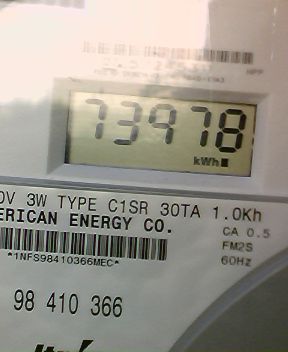 73978
kWh
0V 3W TYPE C1SR 30TA 1.0Kh
ERICAN ENERGY CO.
CA 0.5
FM2S
*1NFS98410366MEC*
60Hz
98 410 366